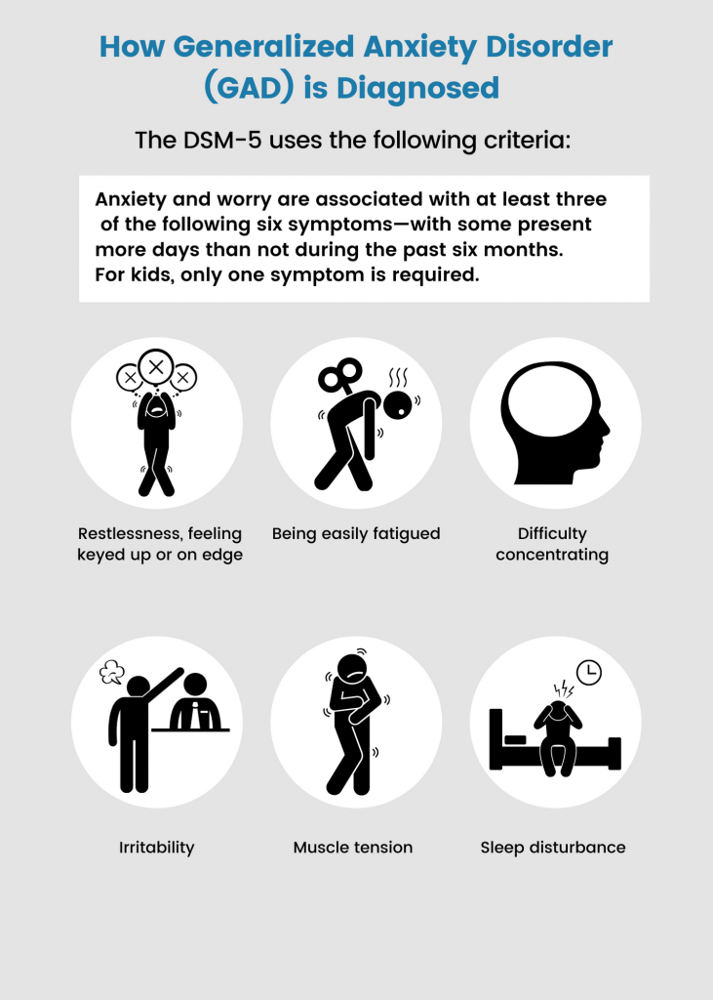 How Generalized Anxiety Disorder
(GAD) is Diagnosed
The DSM-5 uses the following criteria:
Anxiety and worry are associated with at least three
of the following six symptoms—with some present
more days than not during the past six months.
For kids, only one symptom is required.
Restlessness, feeling
keyed up or on edge
Being easily fatigued
Difficulty
concentrating
Irritability
Muscle tension
Sleep disturbance